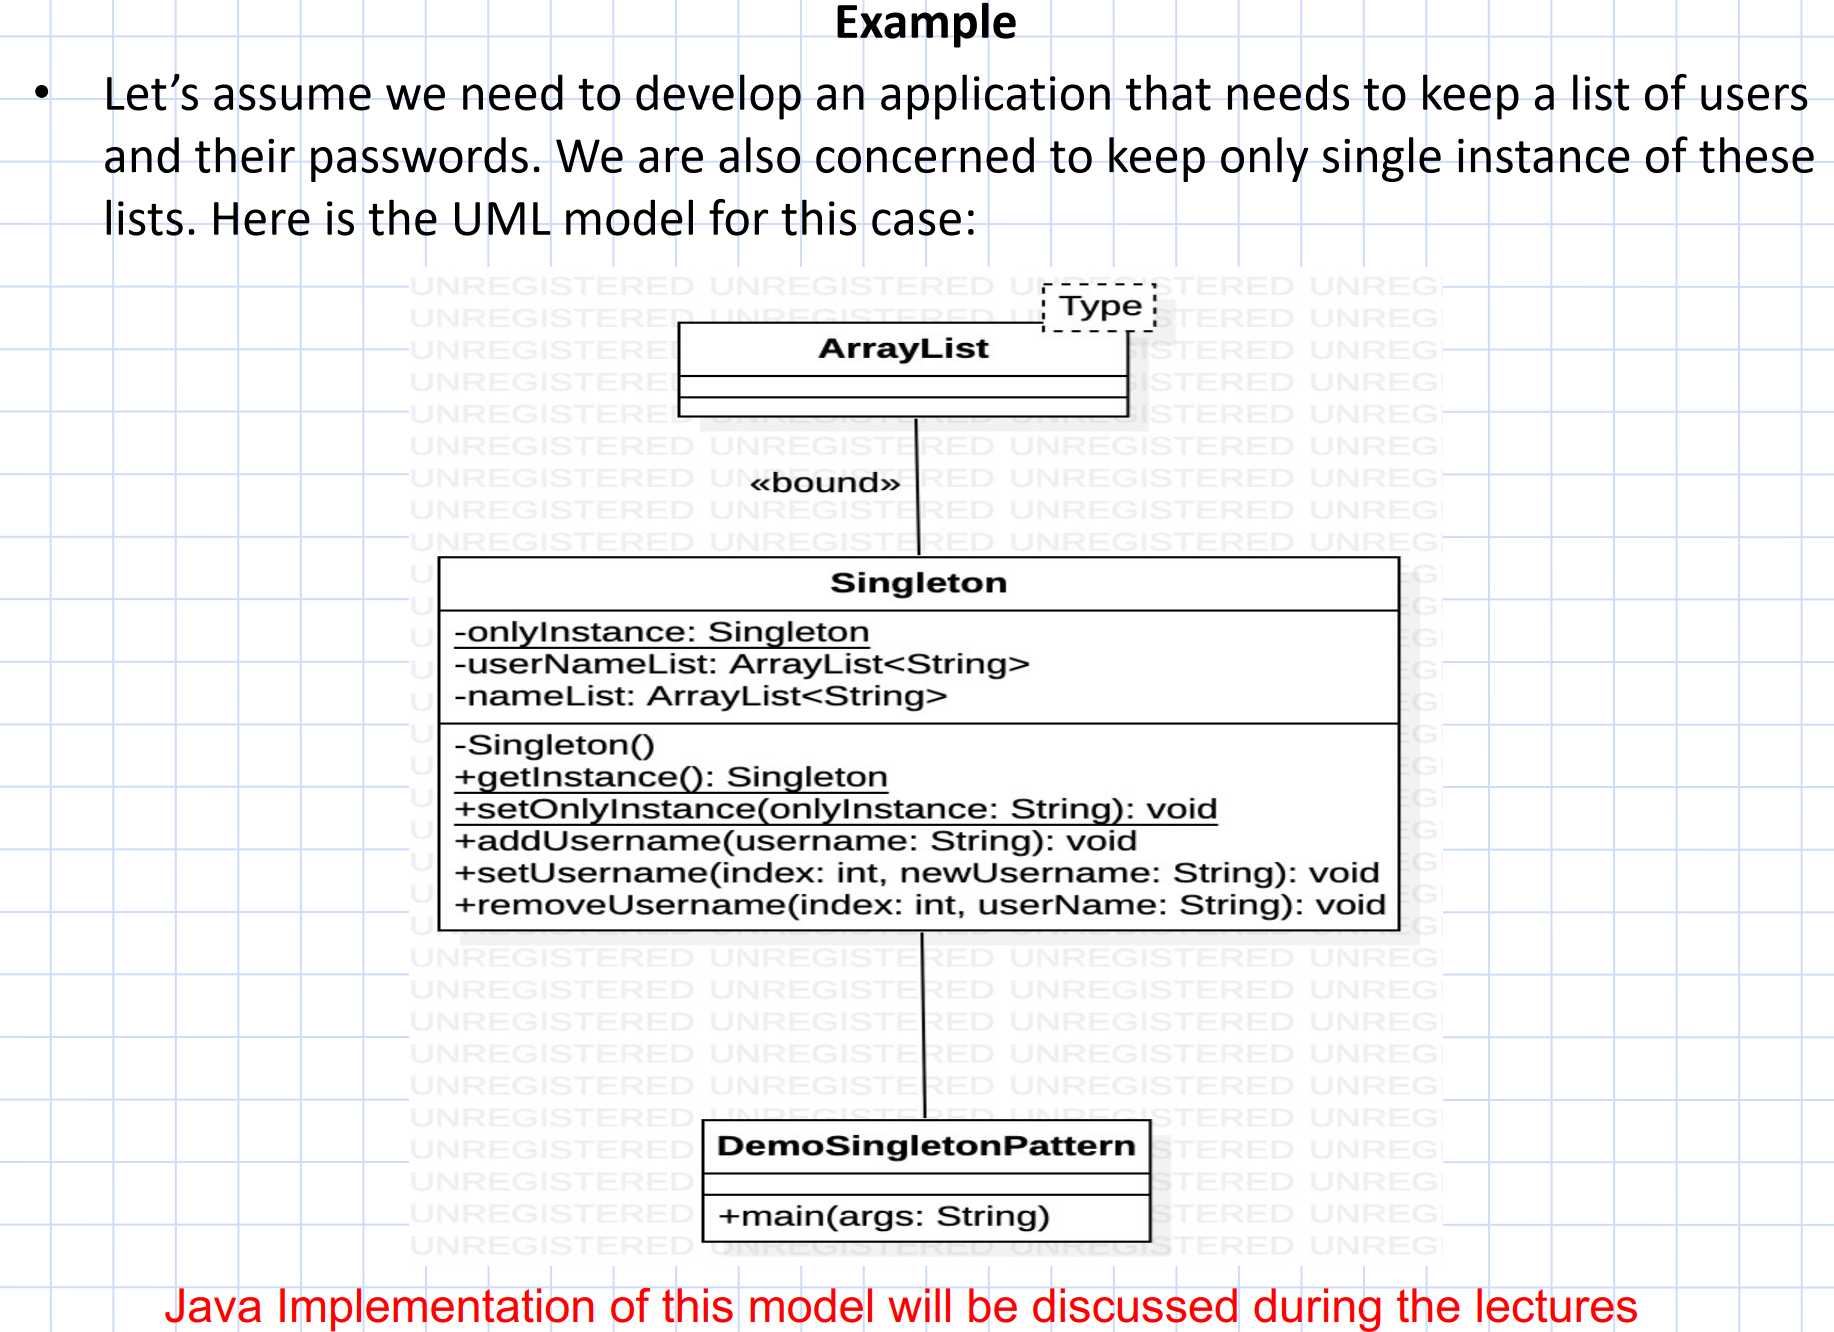 Example
• Let’s assume we need to develop an application that needs to keep a list of users
and their passwords. We are also concerned to keep only single instance of these
lists. Here is the UML model for this case:
Type
ArrayList
«bound»
Singleton
-onlyInstance: Singleton
-userNameList: ArrayList<String>
-nameList: ArrayList<String>
-Singleton()
+getInstance(): Singleton
+setOnlyInstance(onlyInstance: String): void
+addUsername(username: String): void
+setUsername(index: int, newUsername: String): void
+removeUsername(index: int, userName: String): void
DemoSingletonPattern
+main(args: String)
UNREGISTERED UNREGISTERED UNREGISTERED UNREG
Java Implementation of this model will be discussed during the lectures